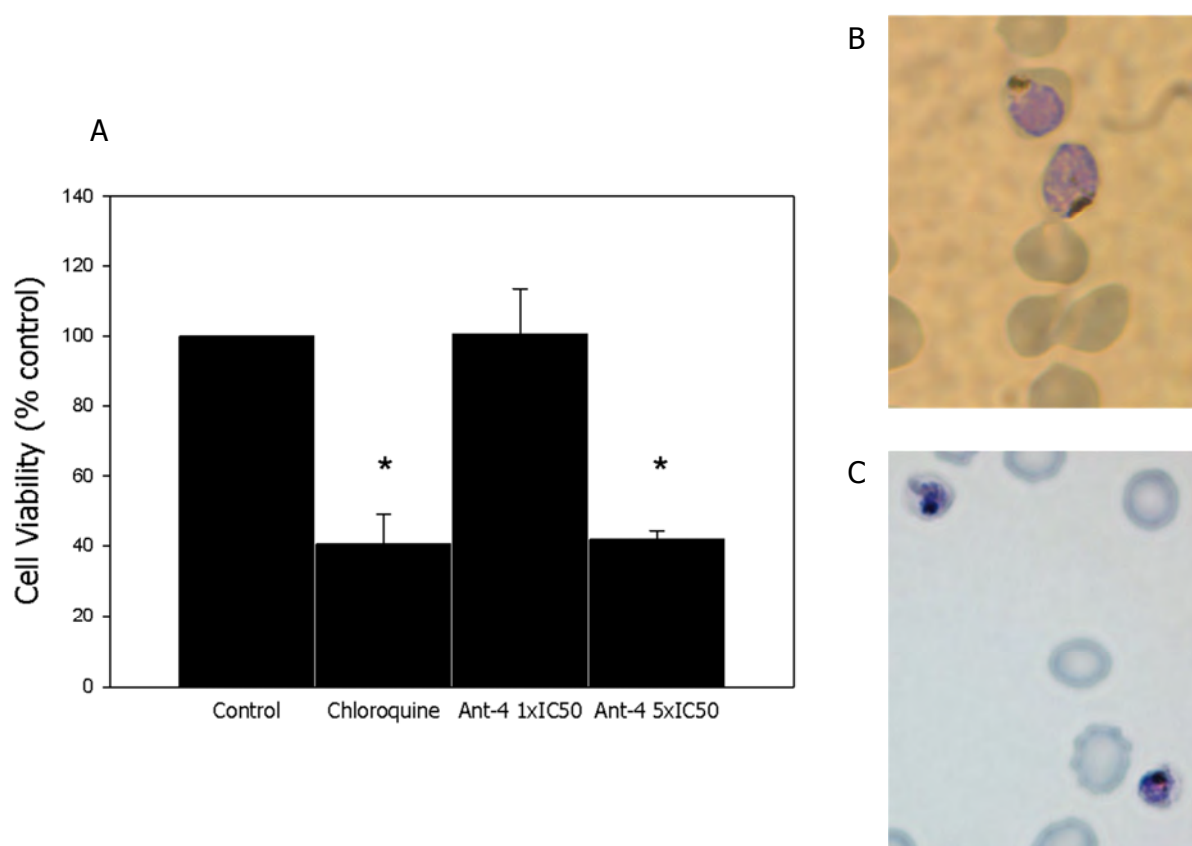 A
B
C
Cell Viability (% control)
140
120
100
80
60
40
20
0
*
*
Control Chloroquine Ant-4 1xIC50 Ant-4 5xIC50